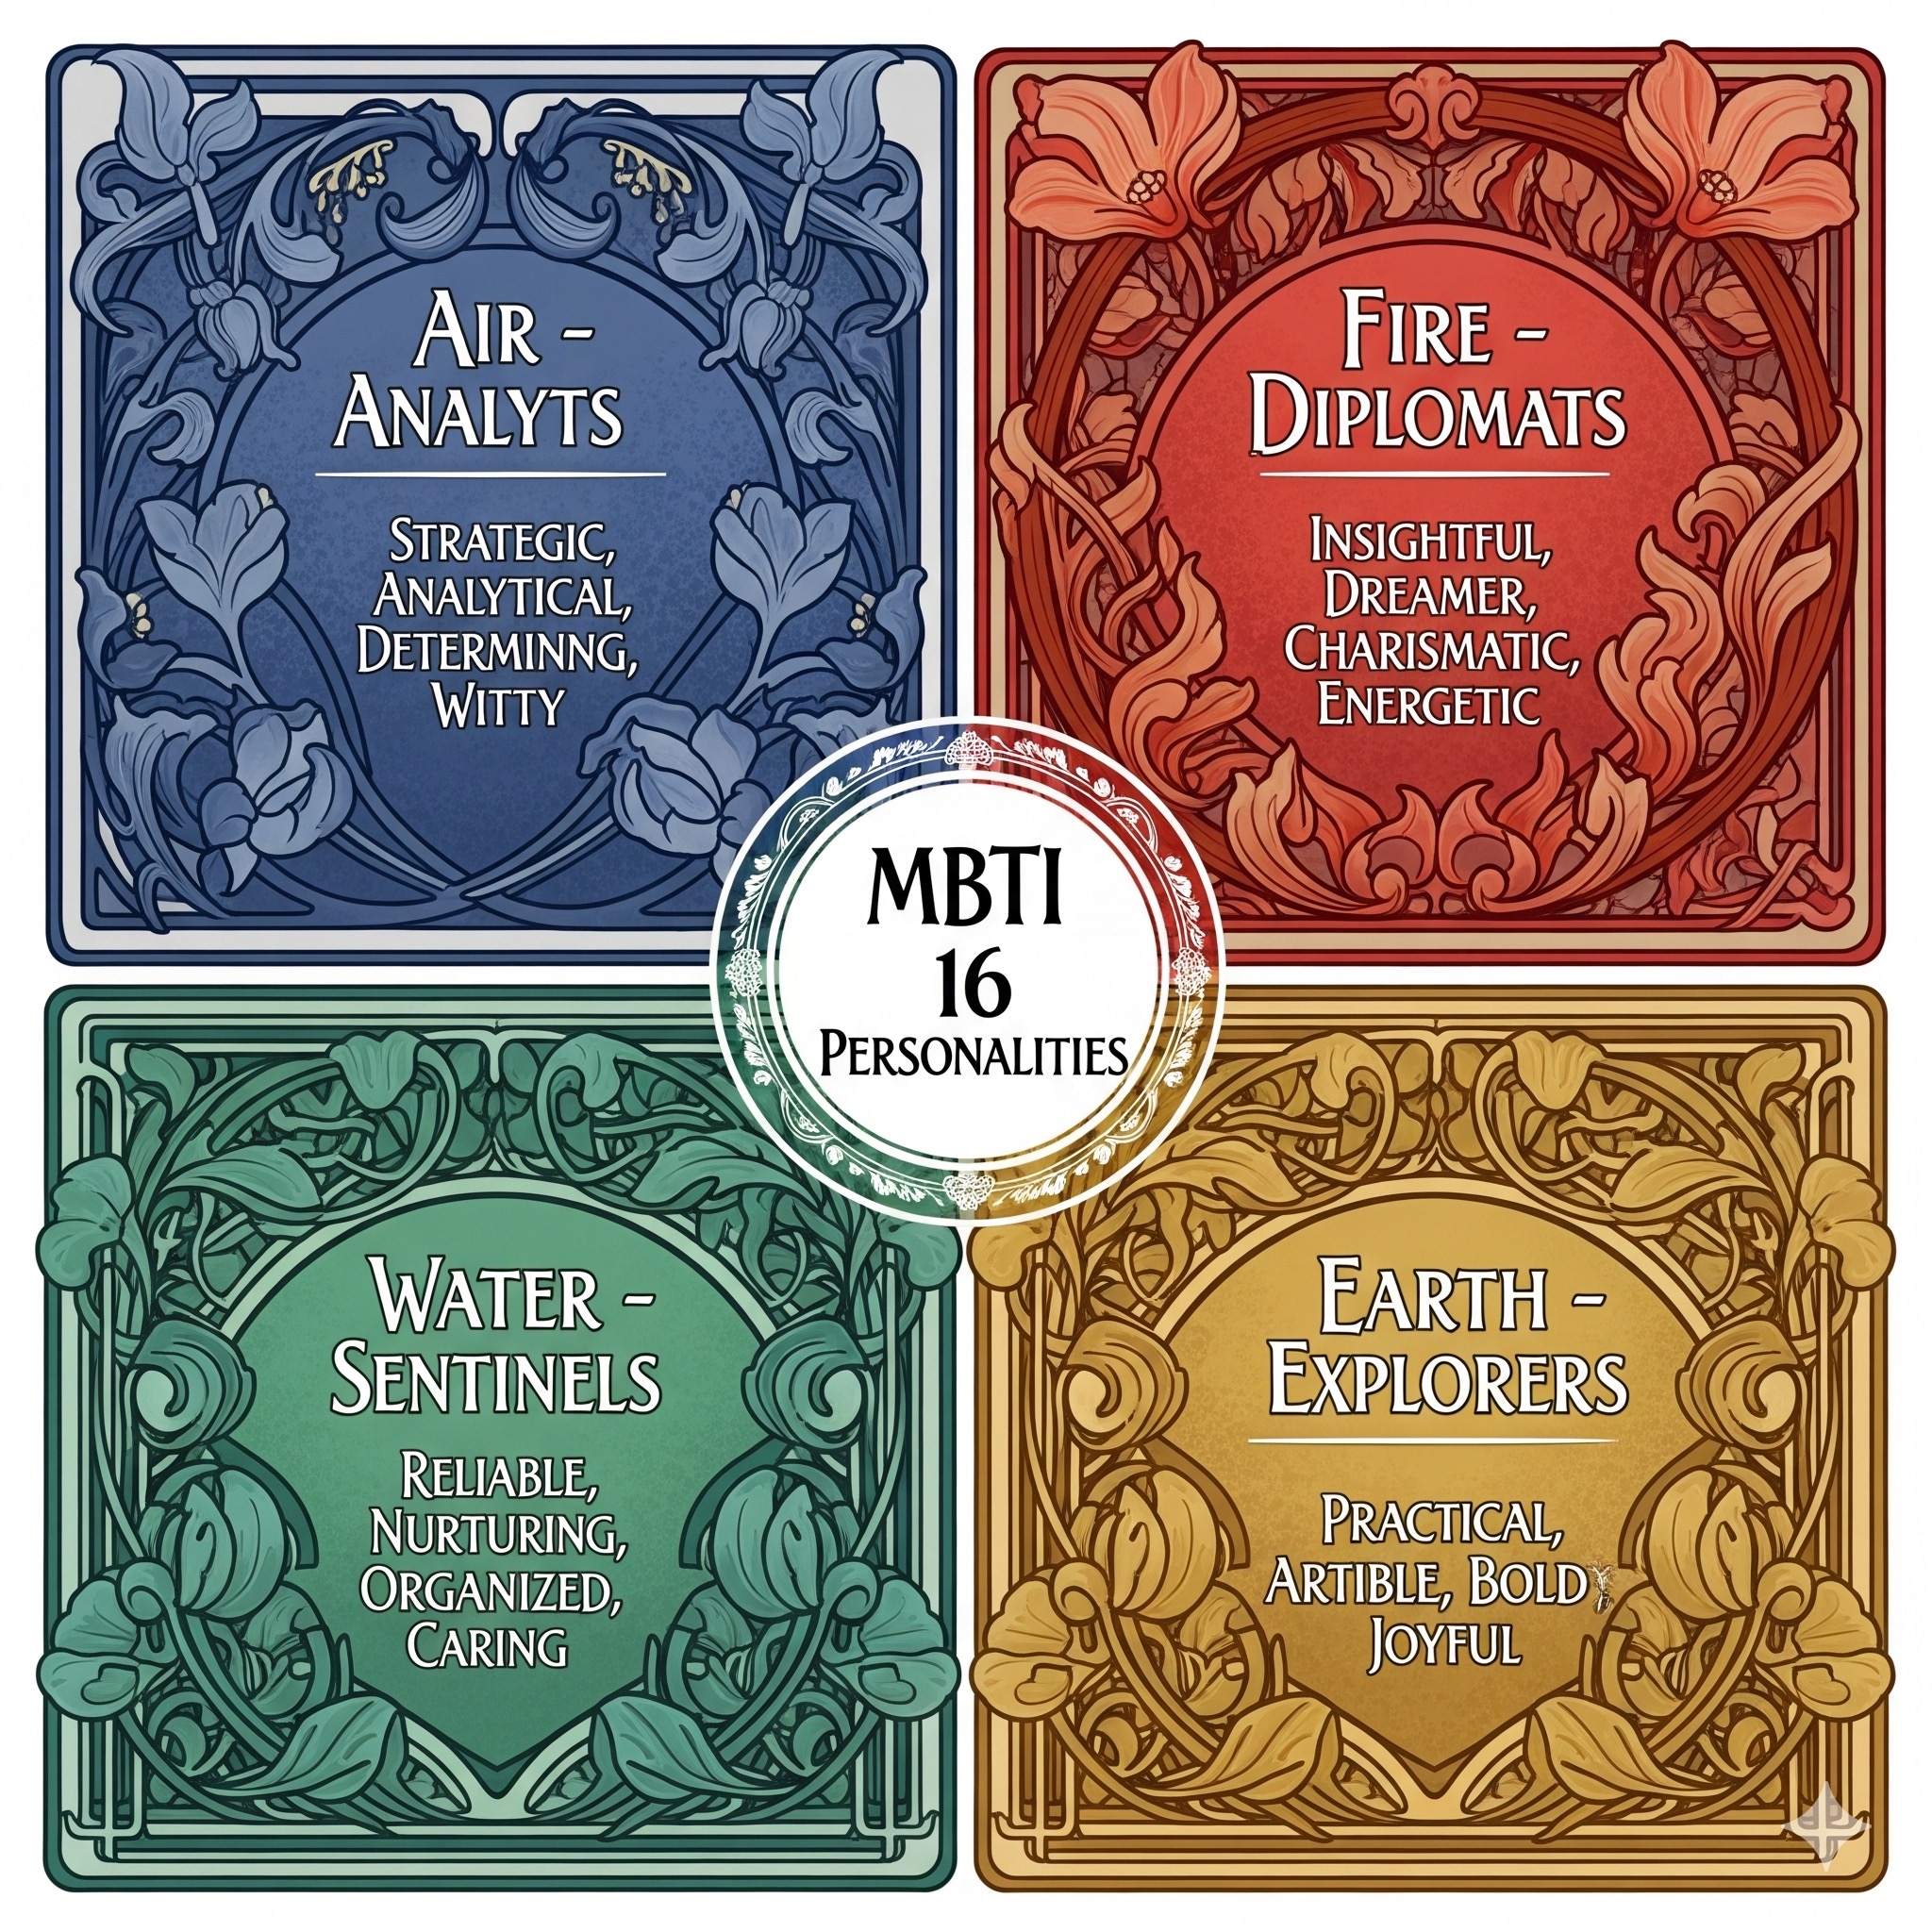 AIR -
ANALYTS
STRATEGIC,
ANALYTICAL,
DETERMINNG,
WITTY
FIRE -
DIPLOMATS
INSIGHTFUL,
DREAMER,
CHARISMATIC,
ENERGETIC
MBTI
16
PERSONALITIES
WATER -
SENTINELS
RELIABLE,
NURTURING,
ORGANIZED,
CARING
EARTH -
EXPLORERS
PRACTICAL,
ARTIBLE, BOLD
JOYFUL